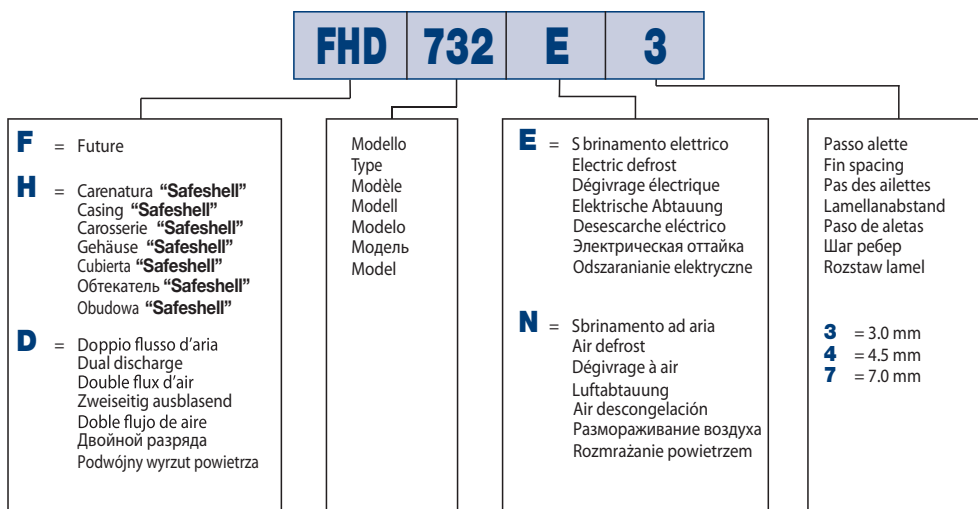 FHD 732 E 3
F = Future
H = Carenatura “Safeshell”
Casing “Safeshell”
Carosserie “Safeshell”
Gehäuse “Safeshell”
Cubierta “Safeshell”
Обтекатель “Safeshell”
Obudowa “Safeshell”
D = Doppio flusso d’aria
Dual discharge
Double flux d’air
Zweiseitig ausblasend
Doble flujo de aire
Двойной разряда
Podwójny wyrzut powietrza
Modello
Type
Modèle
Modell
Modelo
Модель
Model
E = S brinamento elettrico
Electric defrost
Dégivrage électrique
Elektrische Abtauung
Desescarche eléctrico
Электрическая оттайка
Odszaranianie elektryczne
N = Sbrinamento ad aria
Air defrost
Dégivage à air
Luftabtauung
Air descongelación
Размораживание воздуха
Rozmrażanie powietrzem
Passo alette
Fin spacing
Pas des ailettes
Lamellanabstand
Paso de aletas
Шаг ребер
Rozstaw lamel
3 = 3.0 mm
4 = 4.5 mm
7 = 7.0 mm